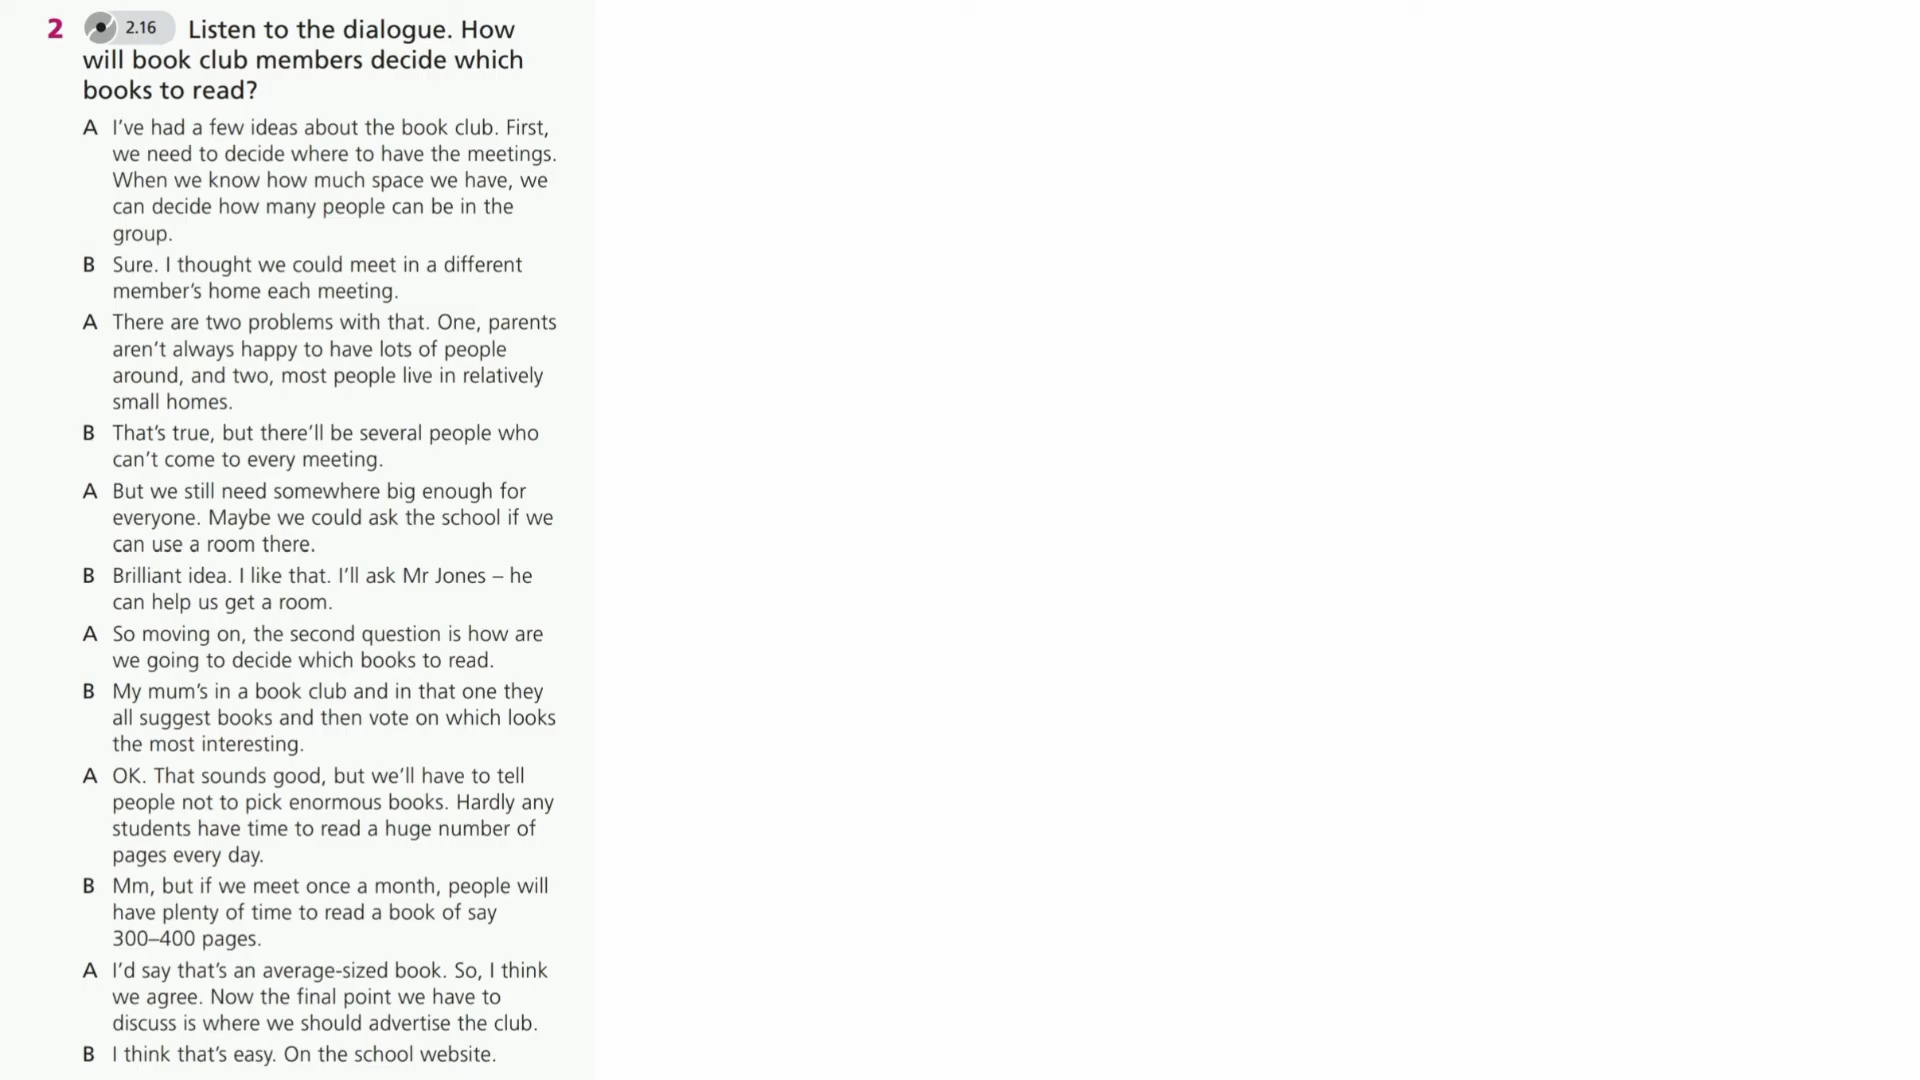 2 2.16 Listen to the dialogue. How
will book club members decide which
books to read?
A I've had a few ideas about the book club. First,
we need to decide where to have the meetings.
When we know how much space we have, we
can decide how many people can be in the
group.
B Sure. I thought we could meet in a different
member's home each meeting.
A There are two problems with that. One, parents
aren't always happy to have lots of people
around, and two, most people live in relatively
small homes.
B That's true, but there'll be several people who
can't come to every meeting.
A But we still need somewhere big enough for
everyone. Maybe we could ask the school if we
can use a room there.
B Brilliant idea. I like that. I'll ask Mr Jones – he
can help us get a room.
A So moving on, the second question is how are
we going to decide which books to read.
B My mum's in a book club and in that one they
all suggest books and then vote on which looks
the most interesting.
A OK. That sounds good, but we'll have to tell
people not to pick enormous books. Hardly any
students have time to read a huge number of
pages every day.
B Mm, but if we meet once a month, people will
have plenty of time to read a book of say
300–400 pages.
A I'd say that's an average-sized book. So, I think
we agree. Now the final point we have to
discuss is where we should advertise the club.
B I think that's easy. On the school website.